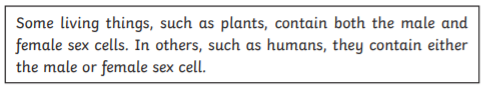 Some living things, such as plants, contain both the male and
female sex cells. In others, such as humans, they contain either
the male or female sex cell.